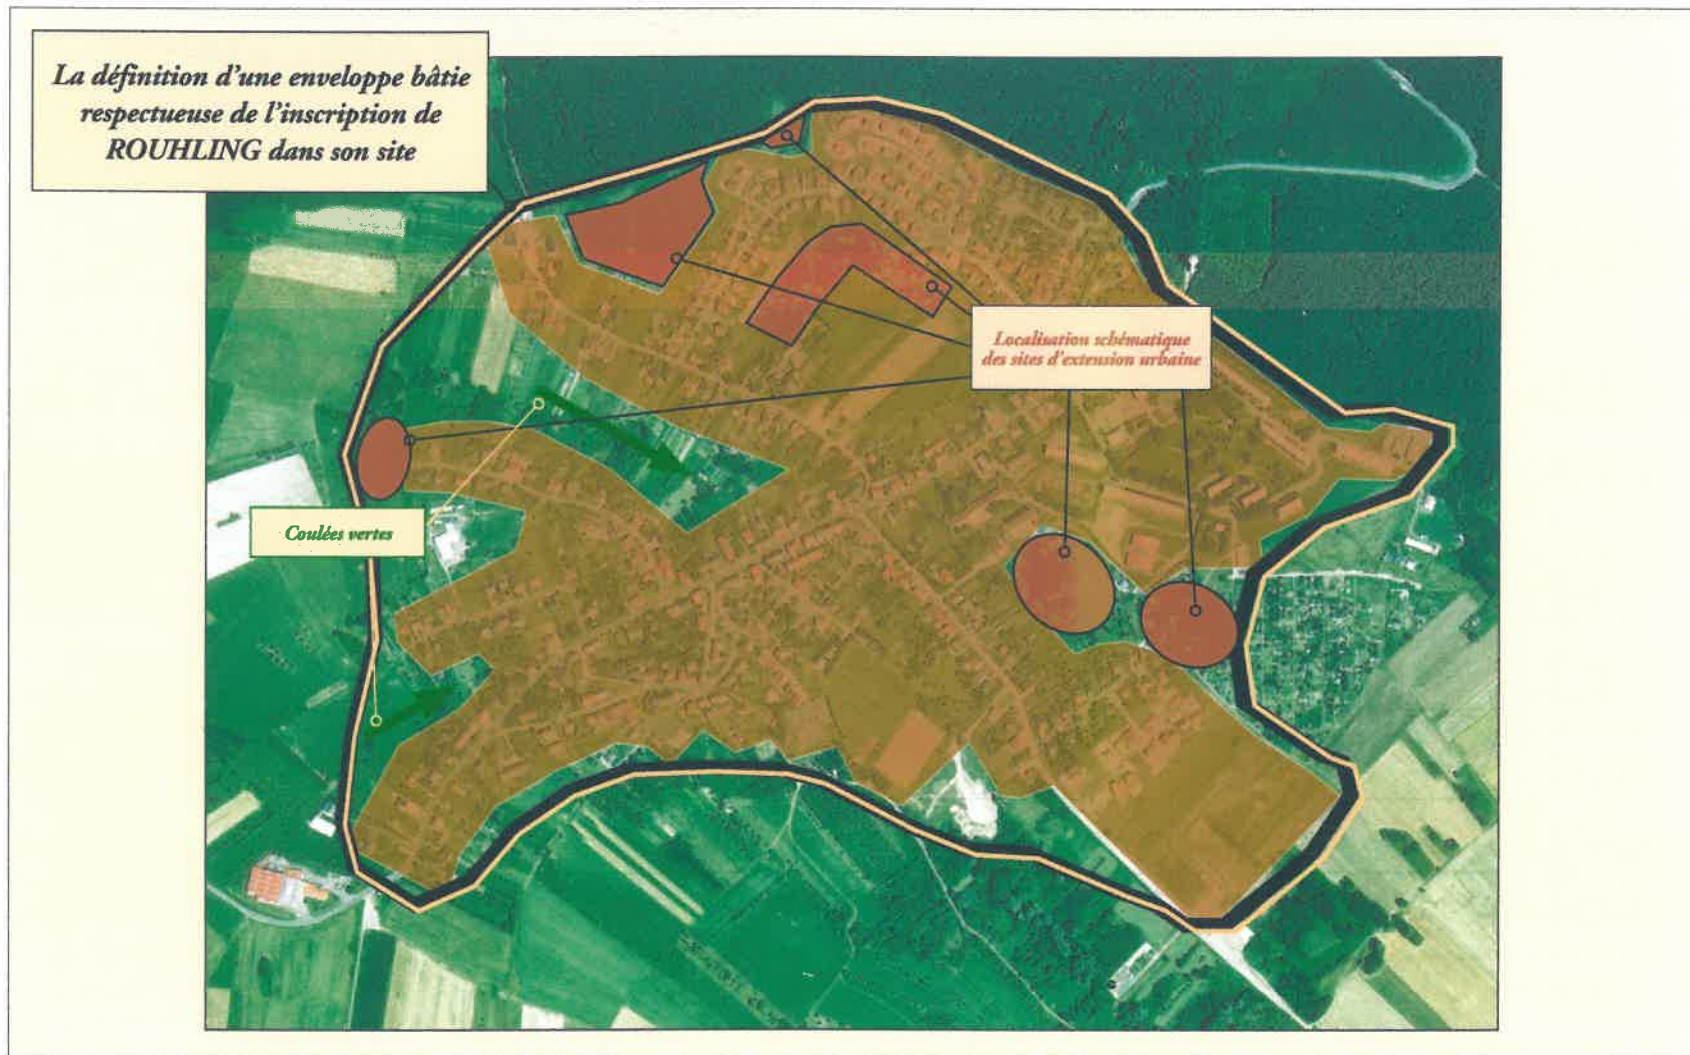 La définition d'une enveloppe bâtie
respectueuse de l'inscription de
ROUHLING dans son site
Localisation schématique
des sites d'extension urbaine
Coulées vertes